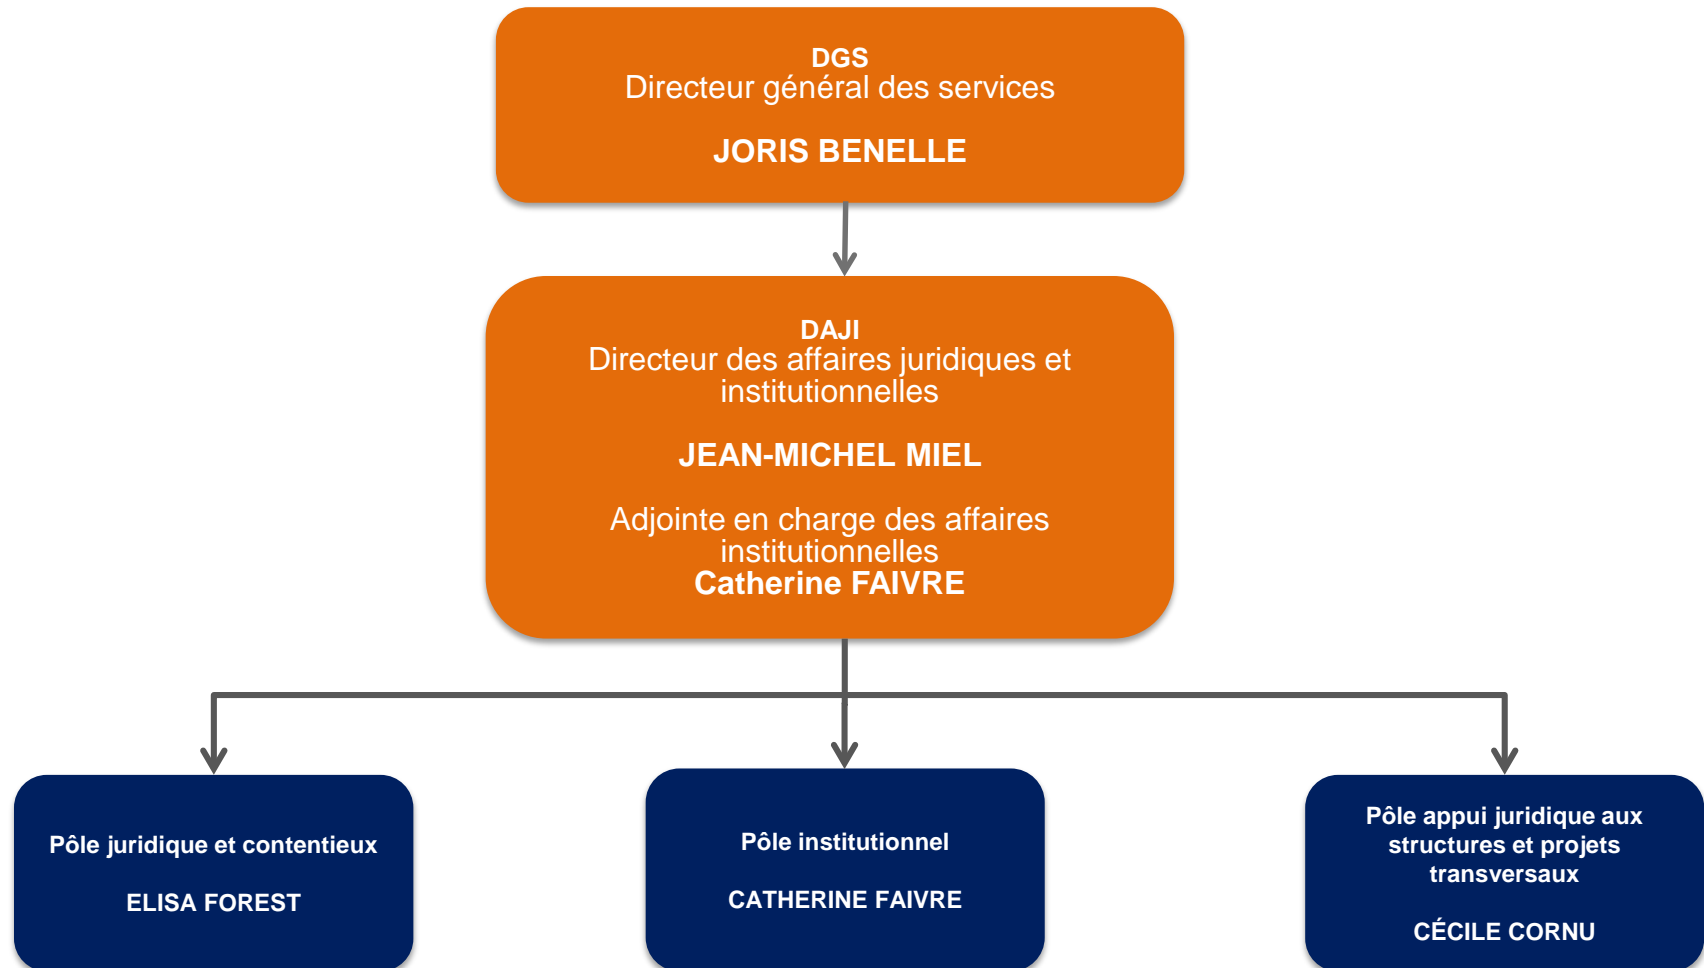 DGS
Directeur général des services
JORIS BENELLE
DAJI
Directeur des affaires juridiques et
institutionnelles
JEAN-MICHEL MIEL
Adjointe en charge des affaires
institutionnelles
Catherine FAIVRE
Pôle juridique et contentieux
ELISA FOREST
Pôle institutionnel
CATHERINE FAIVRE
Pôle appui juridique aux
structures et projets
transversaux
CÉCILE CORNU